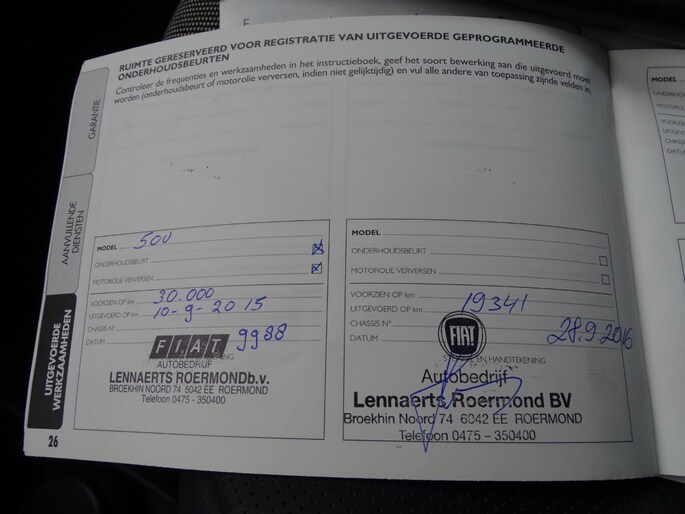 RUIMTE GERESERVEERD VOOR REGISTRATIE VAN UITGEVOERDE GEPROGRAMMEERDE
ONDERHOUDSBEURTEN
Controleer de frequenties en werkzaamheden in het instructieboek, geef het soort bewerking aan die uitgevoerd moet
worden (onderhoudsbeurt of motorolie verversen, indien niet gelijktijdig) en vul alle andere van toepassing zijnde velden in.
GARANTIE
AANVULLENDE
DIENSTEN
UITGEVOERDE
WERKZAAMHEDEN
MODEL 500
ONDERHOUDSBEURT
MOTOROLIE VERVERSEN
VOORZIEN OP km 30.000
UITGEVOERD OP km 10-9-2015
CHASSIS N°
DATUM 9988
FIAT
AUTOBEDRIJF
LENNAERTS ROERMOND b.v.
BROEKHIN NOORD 74 6042 EE ROERMOND
Telefoon 0475 - 350400
26
MODEL
ONDERHOUDSBEURT
MOTOROLIE VERVERSEN
VOORZIEN OP km
UITGEVOERD OP km 19341
CHASSIS N°
DATUM 28.9 2016
FIAT
EN HANDTEKENING
Autobedrijf
Lennaerts Roermond BV
Broekhin Noord 74 6042 EE ROERMOND
Telefoon 0475 - 350400
MODEL